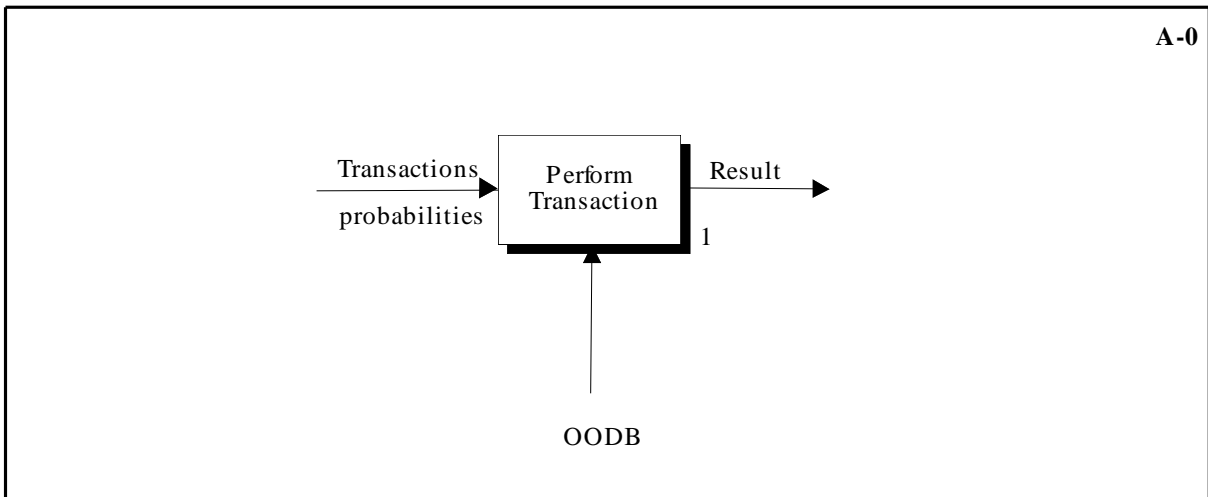 A-0
Transactions
probabilities
Perform
Transaction
Result
1
OODB